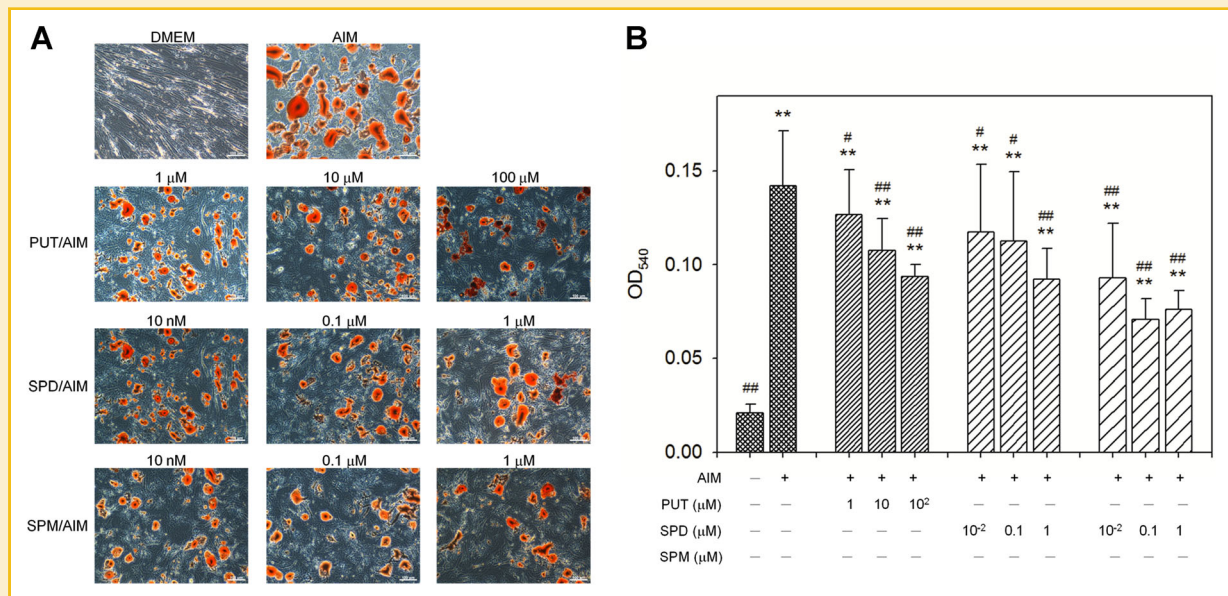 A
DMEM AIM
1 μM 10 μM 100 μM
PUT/AIM
10 nM 0.1 μM 1 μM
SPD/AIM
10 nM 0.1 μM 1 μM
SPM/AIM
B
OD₅₄₀
0.15
0.10
0.05
0.00
##
**
#
**
##
**
##
**
#
**
#
**
##
**
##
**
##
**
##
**
AIM — + + + + + + + + + +
PUT (μM) — — 1 10 10² — — — — — —
SPD (μM) — — — — — 10⁻² 0.1 1 10⁻² 0.1 1
SPM (μM) — — — — — — — — — — —